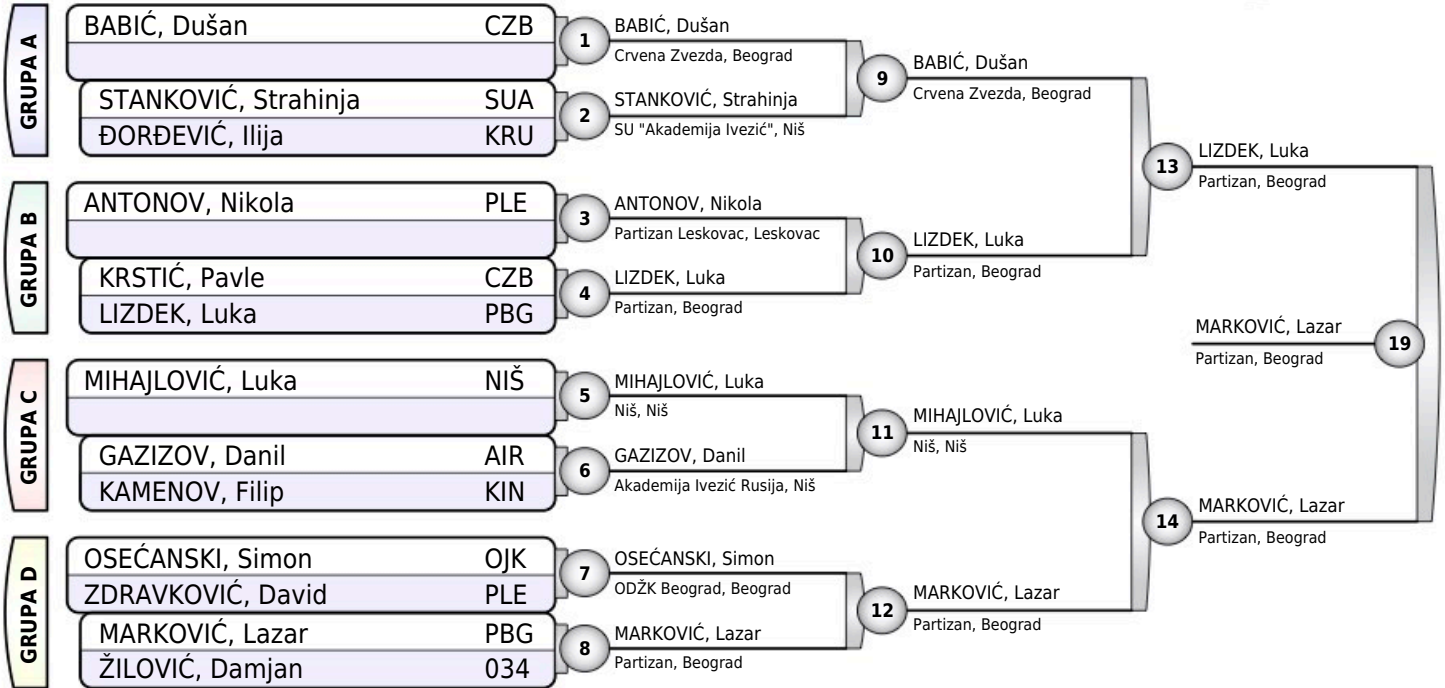 GRUPA A
BABIĆ, Dušan CZB
STANKOVIĆ, Strahinja SUA
ĐORĐEVIĆ, Ilija KRU
GRUPA B
ANTONOV, Nikola PLE
KRSTIĆ, Pavle CZB
LIZDEK, Luka PBG
GRUPA C
MIHAJLOVIĆ, Luka NIŠ
GAZIZOV, Danil AIR
KAMENOV, Filip KIN
GRUPA D
OSEĆANSKI, Simon OJK
ZDRAVKOVIĆ, David PLE
MARKOVIĆ, Lazar PBG
ŽILOVIĆ, Damjan 034
1
BABIĆ, Dušan
Crvena Zvezda, Beograd
2
STANKOVIĆ, Strahinja
SU "Akademija Ivezić", Niš
3
ANTONOV, Nikola
Partizan Leskovac, Leskovac
4
LIZDEK, Luka
Partizan, Beograd
5
MIHAJLOVIĆ, Luka
Niš, Niš
6
GAZIZOV, Danil
Akademija Ivezić Rusija, Niš
7
OSEĆANSKI, Simon
ODŽK Beograd, Beograd
8
MARKOVIĆ, Lazar
Partizan, Beograd
9
BABIĆ, Dušan
Crvena Zvezda, Beograd
10
LIZDEK, Luka
Partizan, Beograd
11
MIHAJLOVIĆ, Luka
Niš, Niš
12
MARKOVIĆ, Lazar
Partizan, Beograd
13
LIZDEK, Luka
Partizan, Beograd
14
MARKOVIĆ, Lazar
Partizan, Beograd
MARKOVIĆ, Lazar
Partizan, Beograd
19